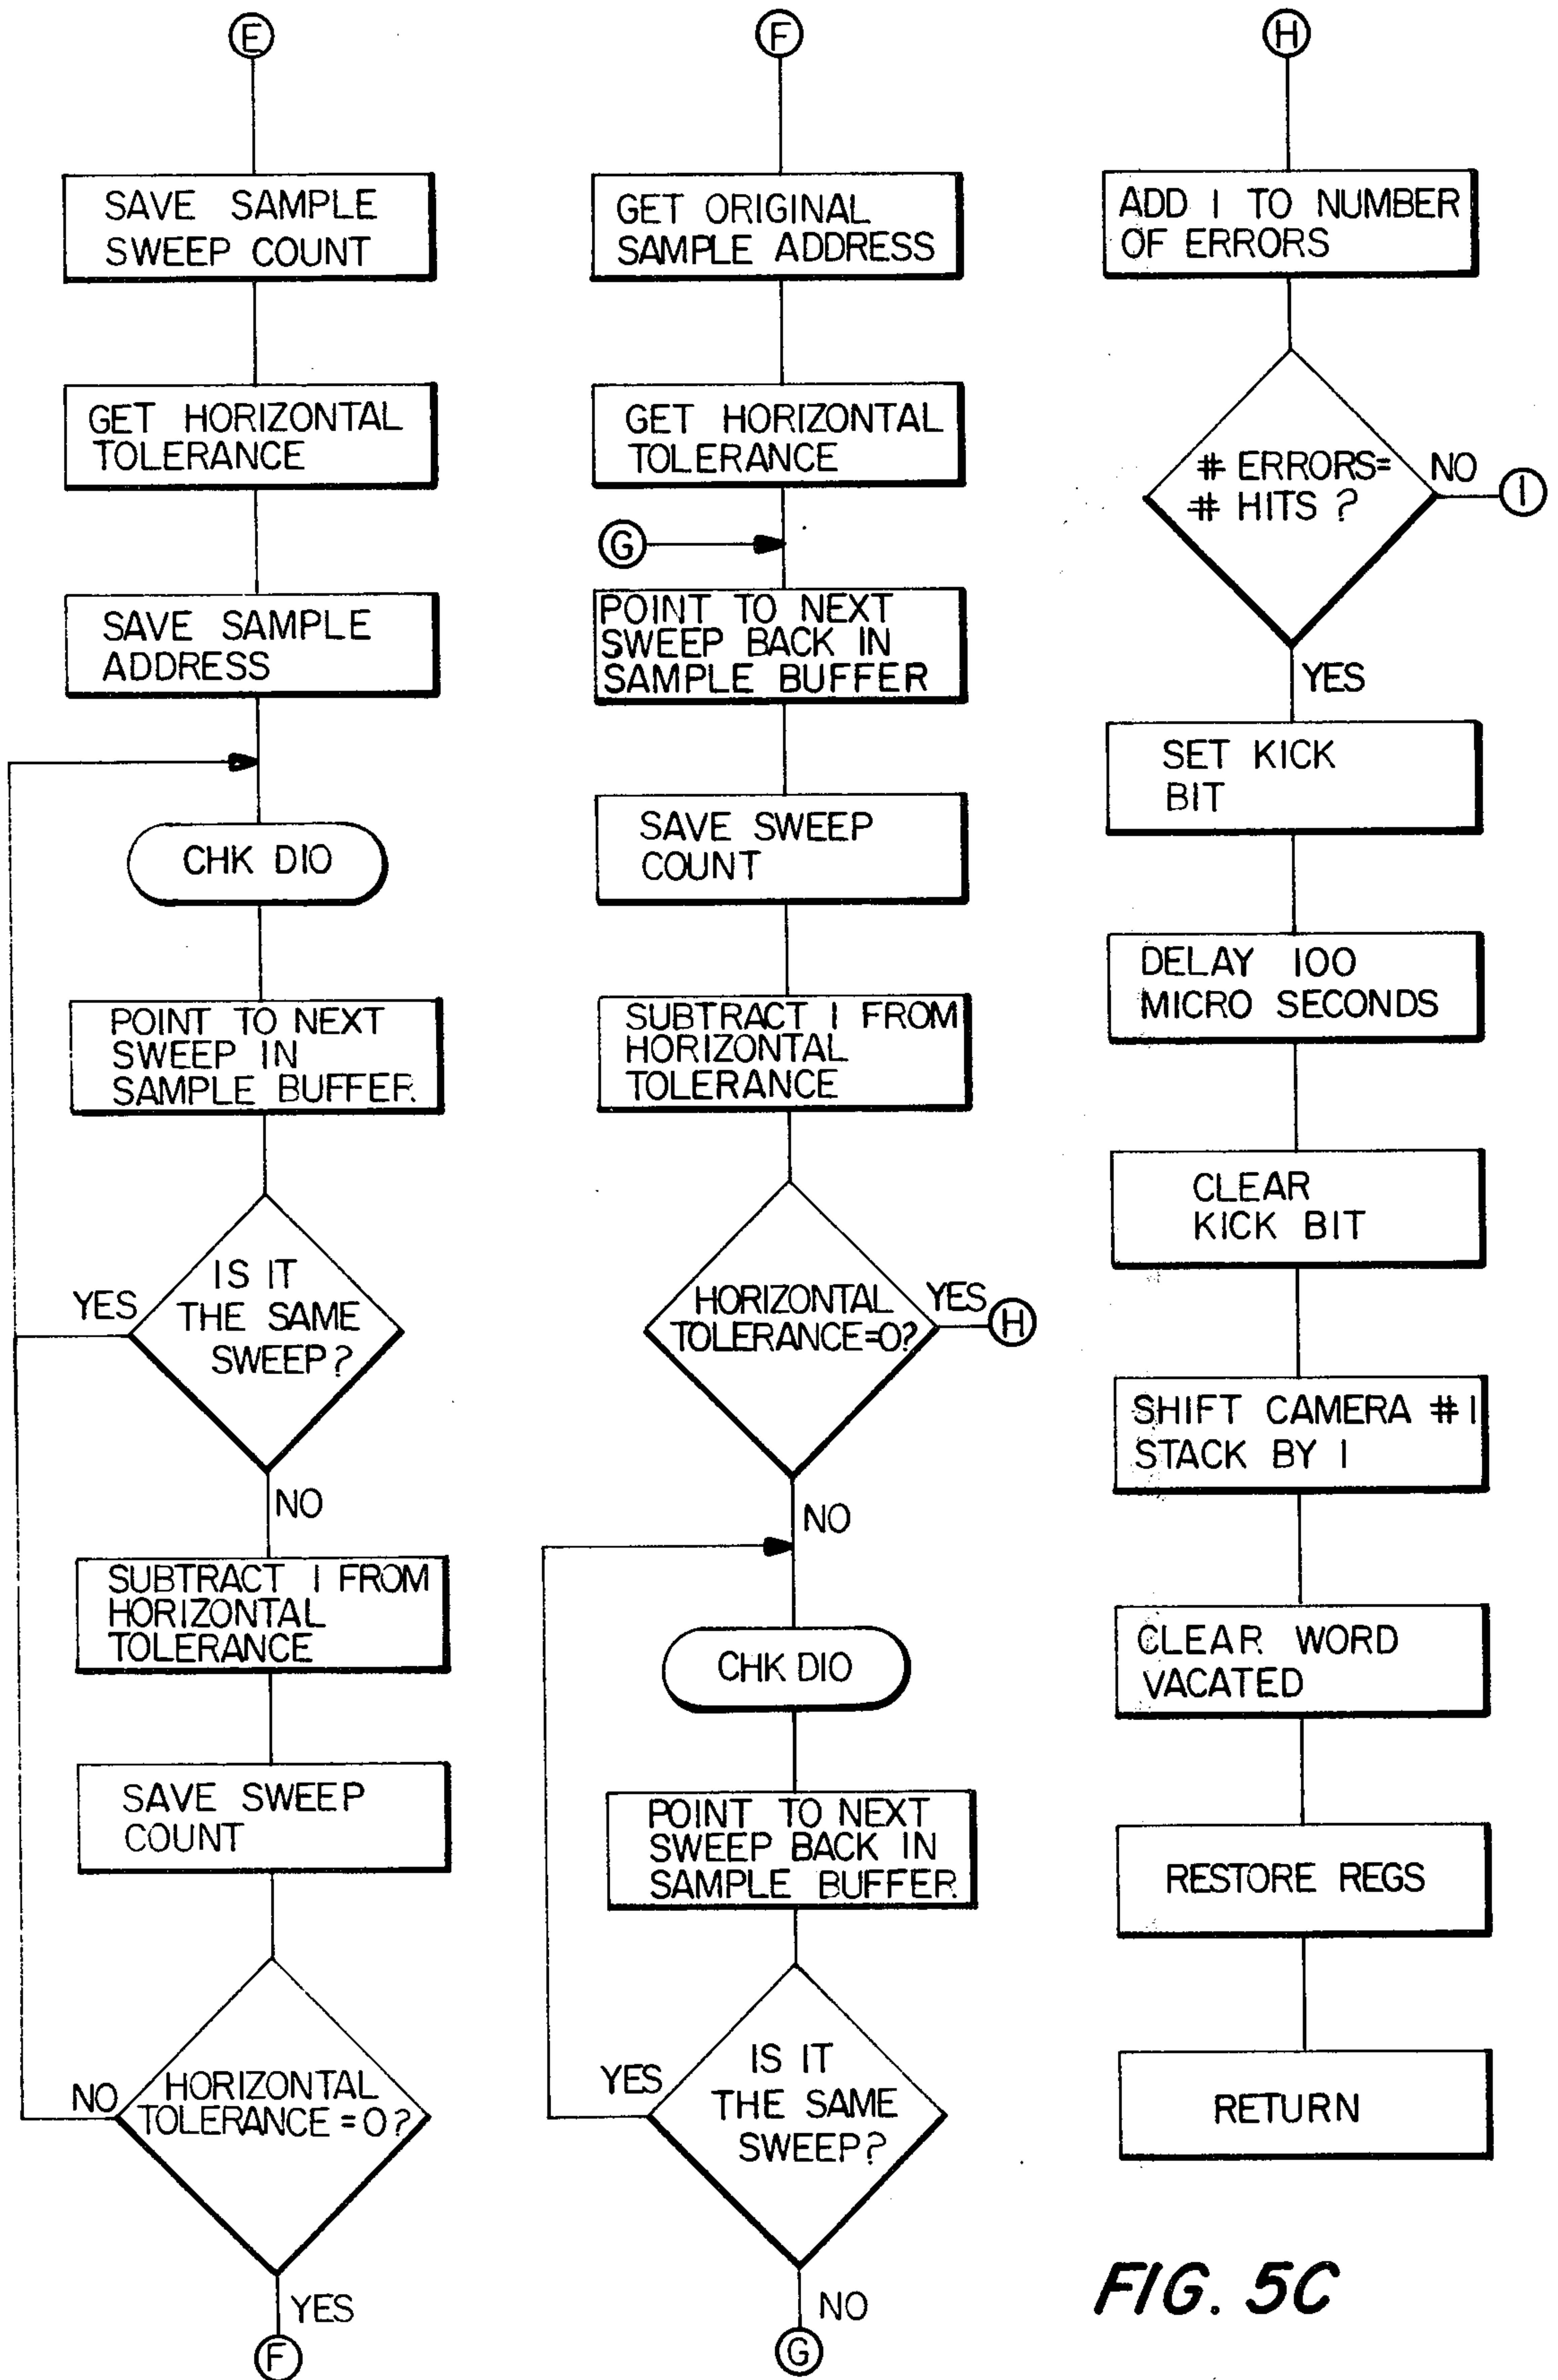 E
SAVE SAMPLE
SWEEP COUNT
GET HORIZONTAL
TOLERANCE
SAVE SAMPLE
ADDRESS
CHK DIO
POINT TO NEXT
SWEEP IN
SAMPLE BUFFER
IS IT
THE SAME
SWEEP?
YES
NO
SUBTRACT 1 FROM
HORIZONTAL
TOLERANCE
SAVE SWEEP
COUNT
HORIZONTAL
TOLERANCE = 0?
NO
YES
F
F
GET ORIGINAL
SAMPLE ADDRESS
GET HORIZONTAL
TOLERANCE
G
POINT TO NEXT
SWEEP BACK IN
SAMPLE BUFFER
SAVE SWEEP
COUNT
SUBTRACT 1 FROM
HORIZONTAL
TOLERANCE
HORIZONTAL
TOLERANCE=0?
YES
H
NO
CHK DIO
POINT TO NEXT
SWEEP BACK IN
SAMPLE BUFFER
IS IT
THE SAME
SWEEP?
YES
NO
G
H
ADD 1 TO NUMBER
OF ERRORS
# ERRORS=
# HITS ?
NO
I
YES
SET KICK
BIT
DELAY 100
MICRO SECONDS
CLEAR
KICK BIT
SHIFT CAMERA #1
STACK BY 1
CLEAR WORD
VACATED
RESTORE REGS
RETURN
FIG. 5C